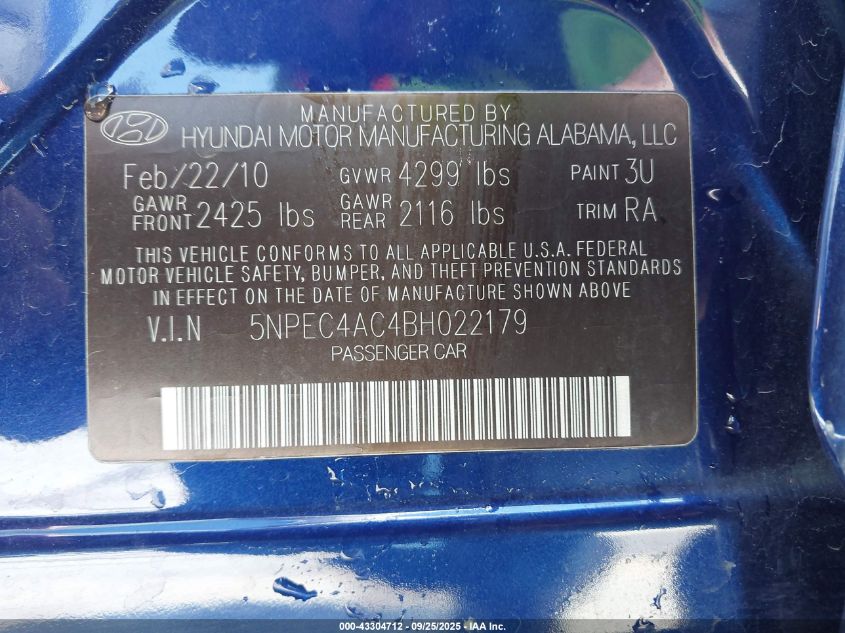 MANUFACTURED BY
HYUNDAI MOTOR MANUFACTURING ALABAMA, LLC
Feb/22/10 GVWR 4299 lbs PAINT 3U
GAWR FRONT 2425 lbs GAWR REAR 2116 lbs TRIM RA
THIS VEHICLE CONFORMS TO ALL APPLICABLE U.S.A. FEDERAL
MOTOR VEHICLE SAFETY, BUMPER, AND THEFT PREVENTION STANDARDS
IN EFFECT ON THE DATE OF MANUFACTURE SHOWN ABOVE
V.I.N 5NPEC4AC4BH022179
PASSENGER CAR
000-43304712 - 09/25/2025 - IAA Inc.